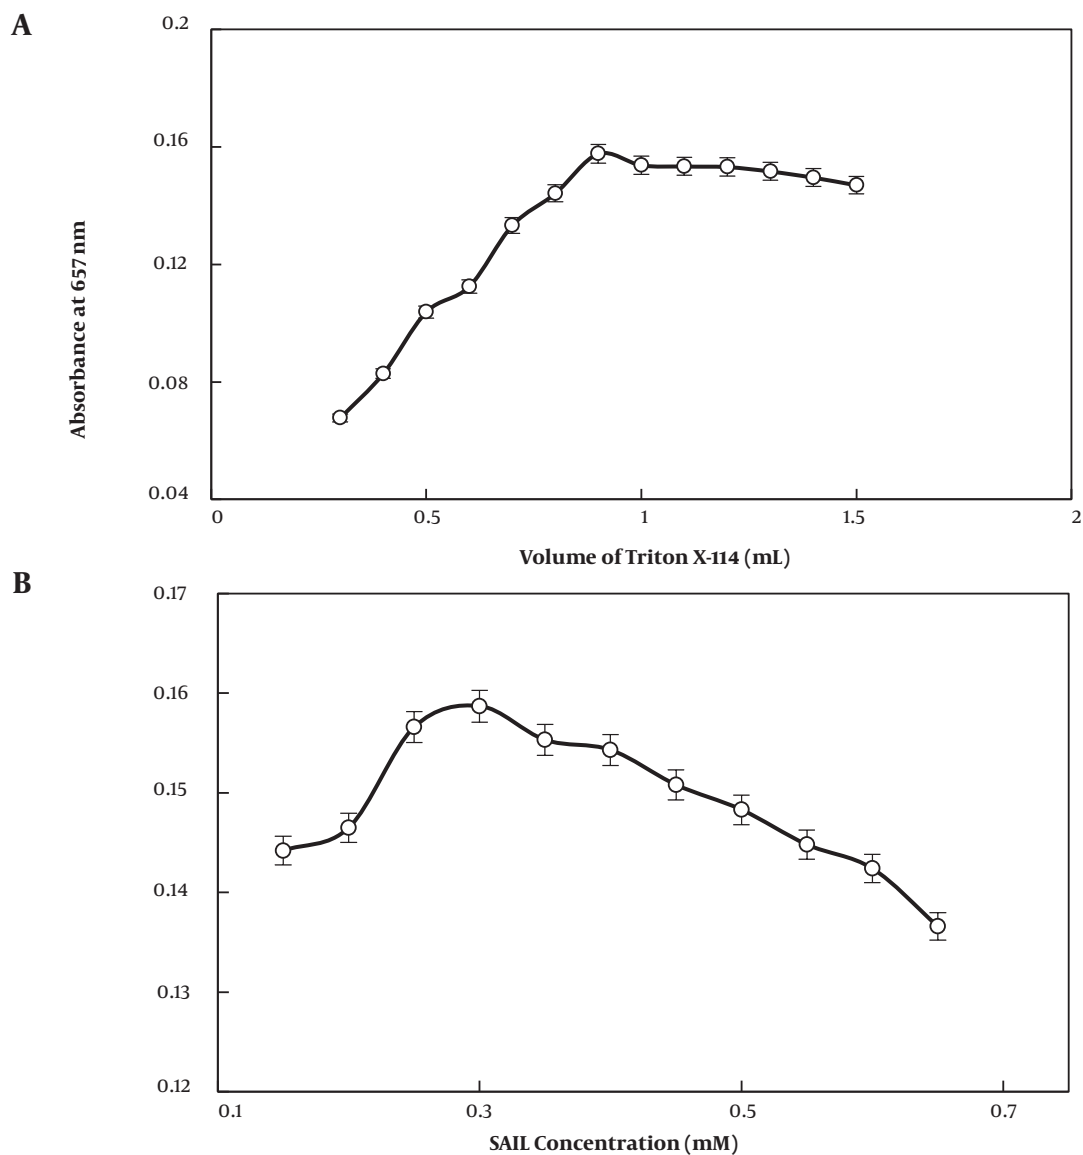 A
0.2
0.16
0.12
0.08
0.04
Absorbance at 657 nm
0 0.5 1 1.5 2
Volume of Triton X-114 (mL)
B
0.17
0.16
0.15
0.14
0.13
0.12
0.1 0.3 0.5 0.7
SAIL Concentration (mM)